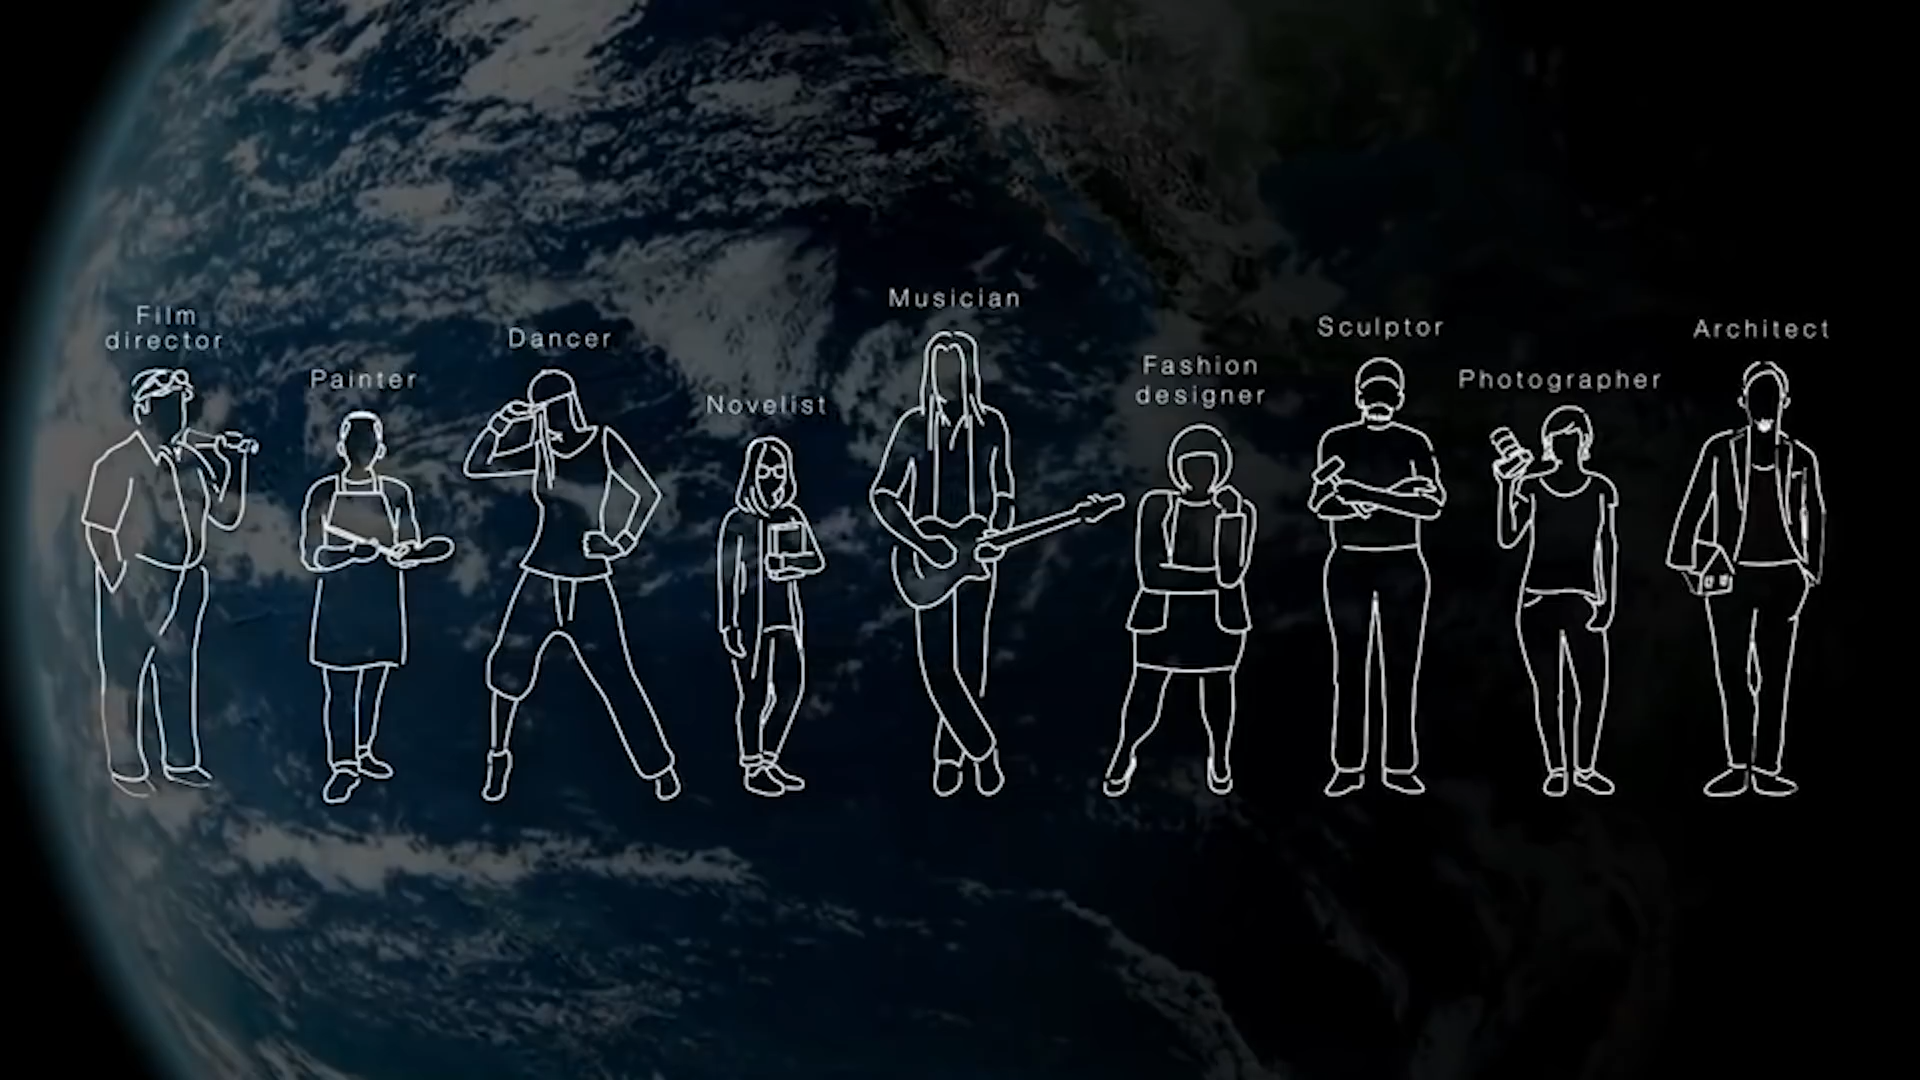 Film
director
Painter
Dancer
Novelist
Musician
Fashion
designer
Sculptor
Photographer
Architect